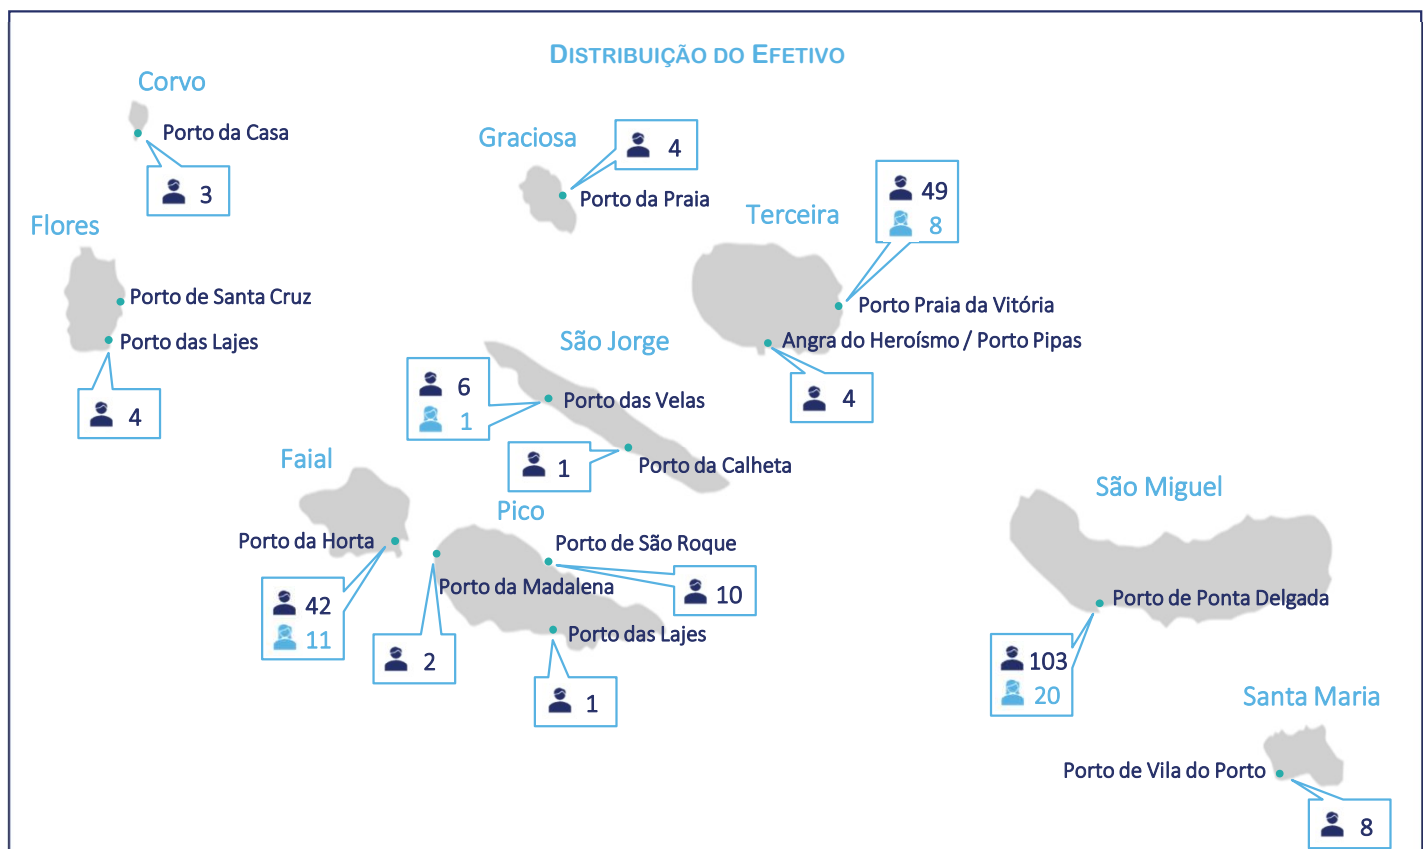 DISTRIBUIÇÃO DO EFETIVO
Corvo
Porto da Casa
3
Graciosa
4
Porto da Praia
Flores
Porto de Santa Cruz
Porto das Lajes
4
Terceira
49
8
Porto Praia da Vitória
Angra do Heroísmo / Porto Pipas
4
São Jorge
6
1
Porto das Velas
1
Porto da Calheta
Faial
Porto da Horta
42
11
Pico
Porto de São Roque
10
Porto da Madalena
2
Porto das Lajes
1
São Miguel
Porto de Ponta Delgada
103
20
Santa Maria
Porto de Vila do Porto
8